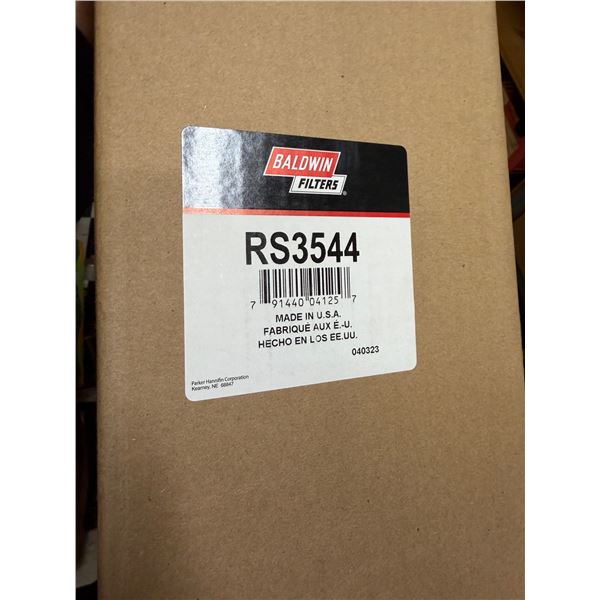 BALDWIN
FILTERS®
RS3544
7 91440 04125 7
MADE IN U.S.A.
FABRIQUÉ AUX É.-U.
HECHO EN LOS EE.UU.
040323
Parker Hannifin Corporation
Kearney, NE 68847